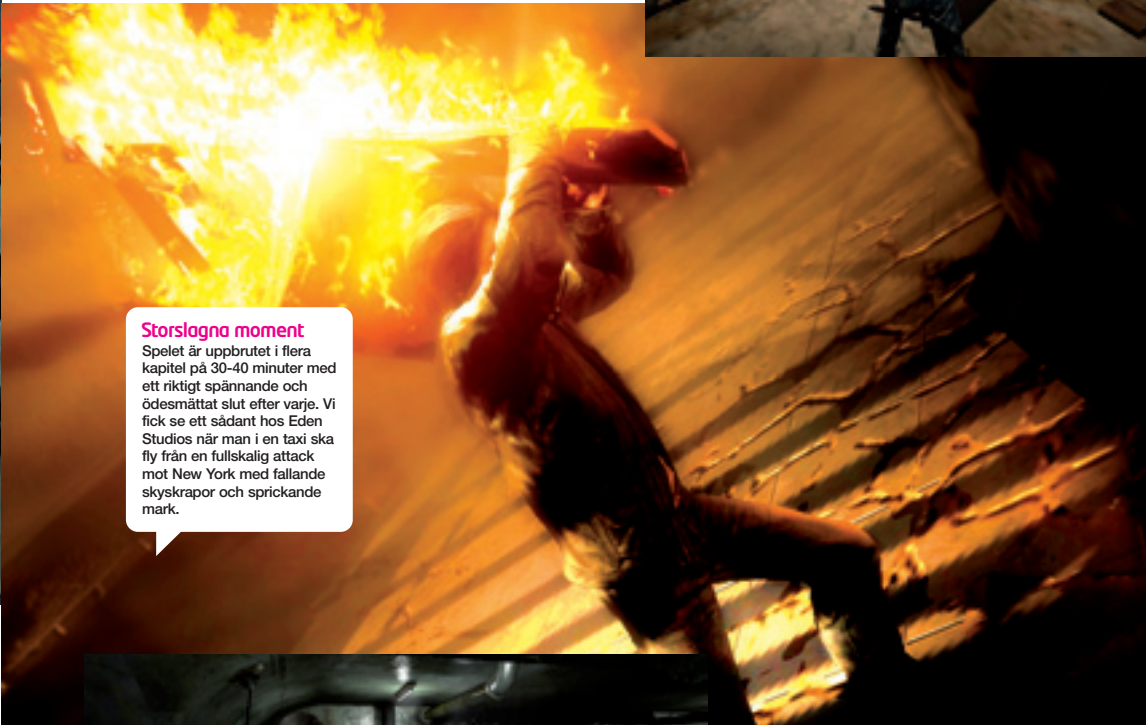 Storslagna moment
Spelet är uppbrutet i flera
kapitel på 30-40 minuter med
ett riktigt spännande och
ödesmättat slut efter varje. Vi
fick se ett sådant hos Eden
Studios när man i en taxi ska
fly från en fullskalig attack
mot New York med fallande
skyskrapor och sprickande
mark.